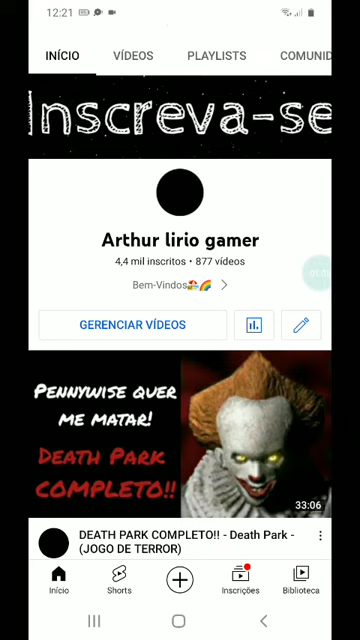 12:21
INÍCIO VÍDEOS PLAYLISTS COMUNID
Inscreva-se
Arthur lirio gamer
4,4 mil inscritos • 877 vídeos
Bem-Vindos🏖🌈
GERENCIAR VÍDEOS
PENNYWISE QUER
ME MATAR!
DEATH PARK
COMPLETO!!
33:06
DEATH PARK COMPLETO!! - Death Park -
(JOGO DE TERROR)
Início Shorts Inscrições Biblioteca